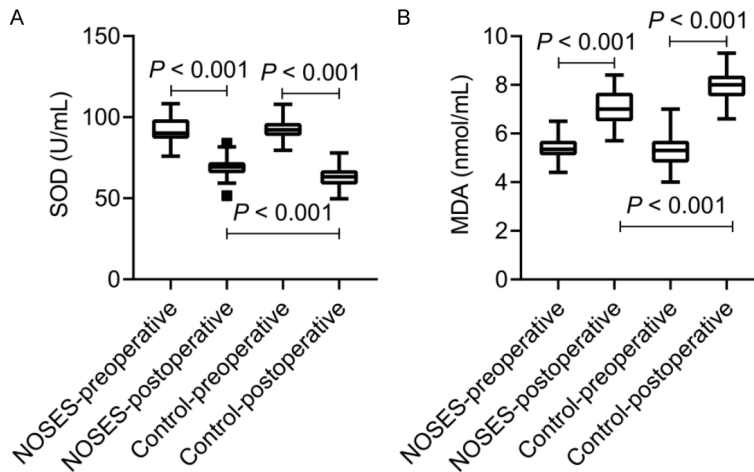 A
150
100
50
0
SOD (U/mL)
P < 0.001
P < 0.001
P < 0.001
NOSES-preoperative
NOSES-postoperative
Control-preoperative
Control-postoperative
B
10
8
6
4
2
0
MDA (nmol/mL)
P < 0.001
P < 0.001
P < 0.001
NOSES-preoperative
NOSES-postoperative
Control-preoperative
Control-postoperative